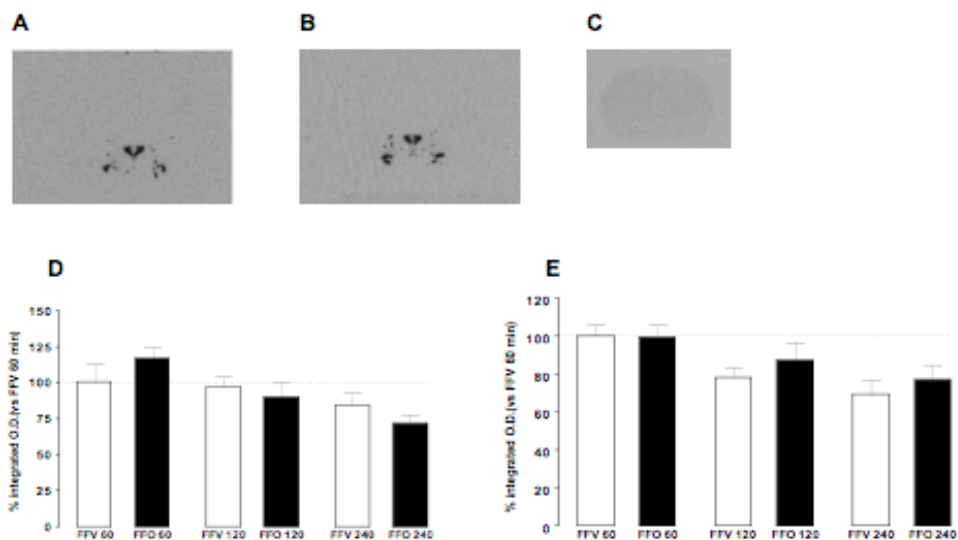 A
B
C
D
% integrated O.D.(vs FFV 60 min)
150
125
100
75
50
25
0
FFV 60
FFO 60
FFV 120
FFO 120
FFV 240
FFO 240
E
% integrated O.D.(vs FFV 60 min)
120
100
80
60
40
20
0
FFV 60
FFO 60
FFV 120
FFO 120
FFV 240
FFO 240